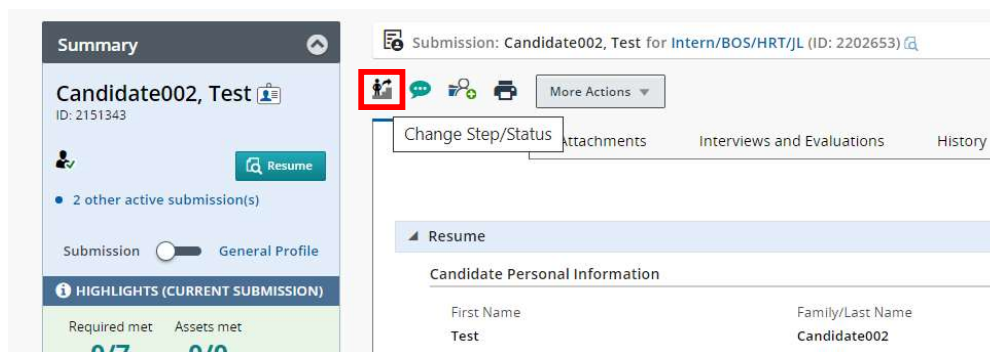 Summary
Candidate002, Test
ID: 2151343
Resume
2 other active submission(s)
Submission
General Profile
HIGHLIGHTS (CURRENT SUBMISSION)
Required met
Assets met
Submission: Candidate002, Test for Intern/BOS/HRT/JL (ID: 2202653)
More Actions
Change Step/Status
Attachments
Interviews and Evaluations
History
Resume
Candidate Personal Information
First Name
Family/Last Name
Test
Candidate002